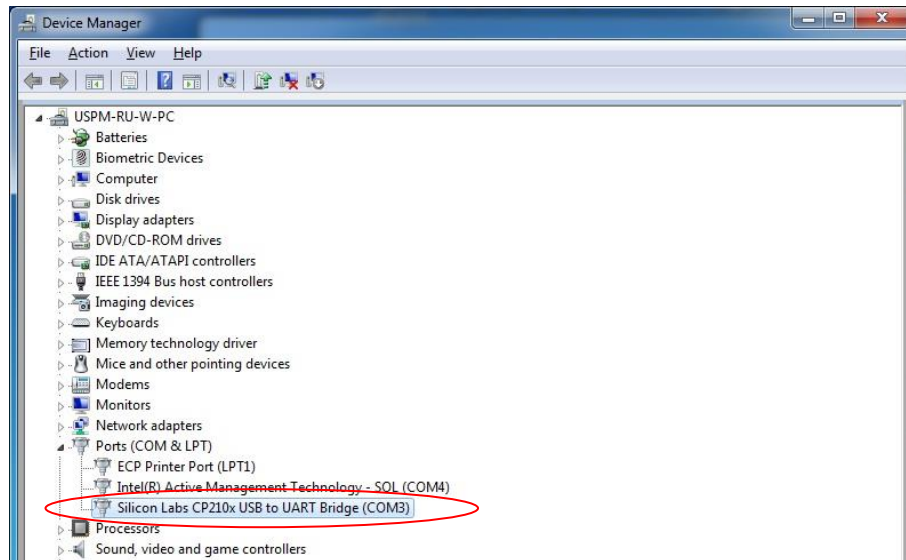 Device Manager
File Action View Help
USPM-RU-W-PC
Batteries
Biometric Devices
Computer
Disk drives
Display adapters
DVD/CD-ROM drives
IDE ATA/ATAPI controllers
IEEE 1394 Bus host controllers
Imaging devices
Keyboards
Memory technology driver
Mice and other pointing devices
Modems
Monitors
Network adapters
Ports (COM & LPT)
ECP Printer Port (LPT1)
Intel(R) Active Management Technology - SOL (COM4)
Silicon Labs CP210x USB to UART Bridge (COM3)
Processors
Sound, video and game controllers